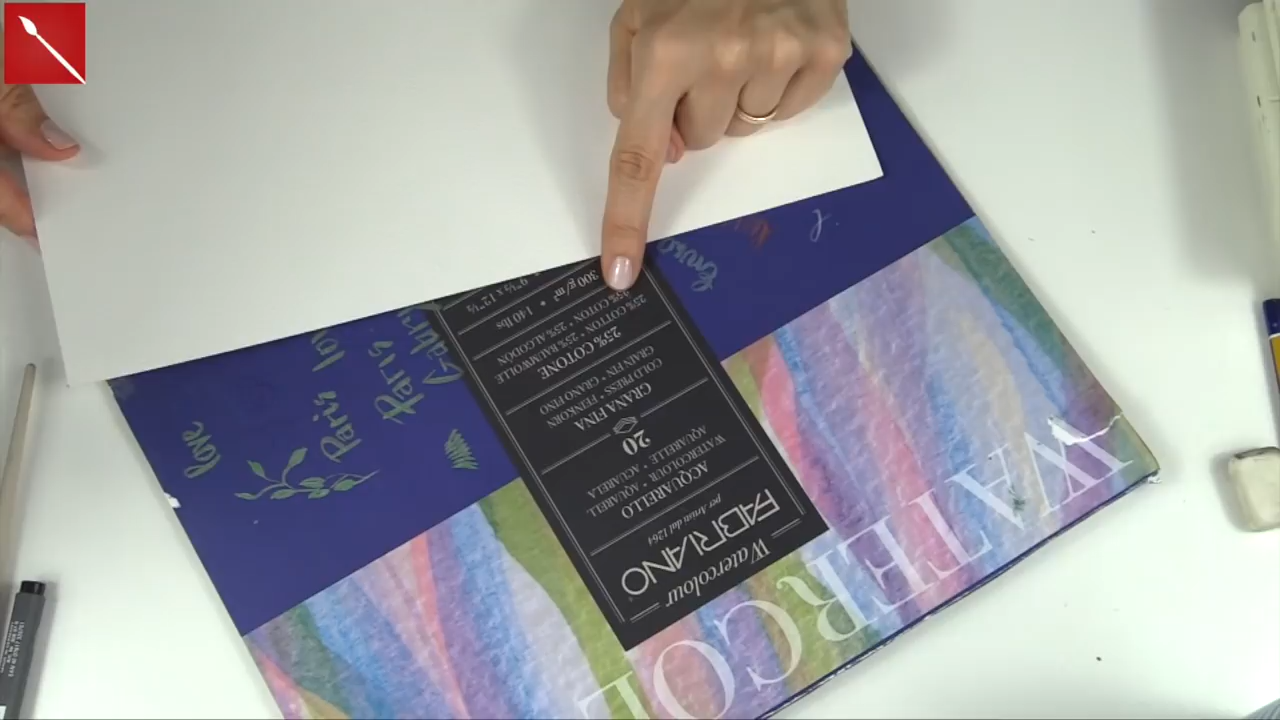 WATERCOL
Watercolour
FABRIANO
per Artisti dal 1264
ACQUARELLO
WATERCOLOUR • AQUARELL
AQUARELLE • ACUARELA
20
GRANA FINA
COLD PRESS • FEINKORN
GRAIN FIN • GRANO FINO
25% COTONE
25% COTTON • 25% BAUMWOLLE
25% COTON • 25% ALGODÓN
300 g/m² • 140 lbs
love
Paris
Paris